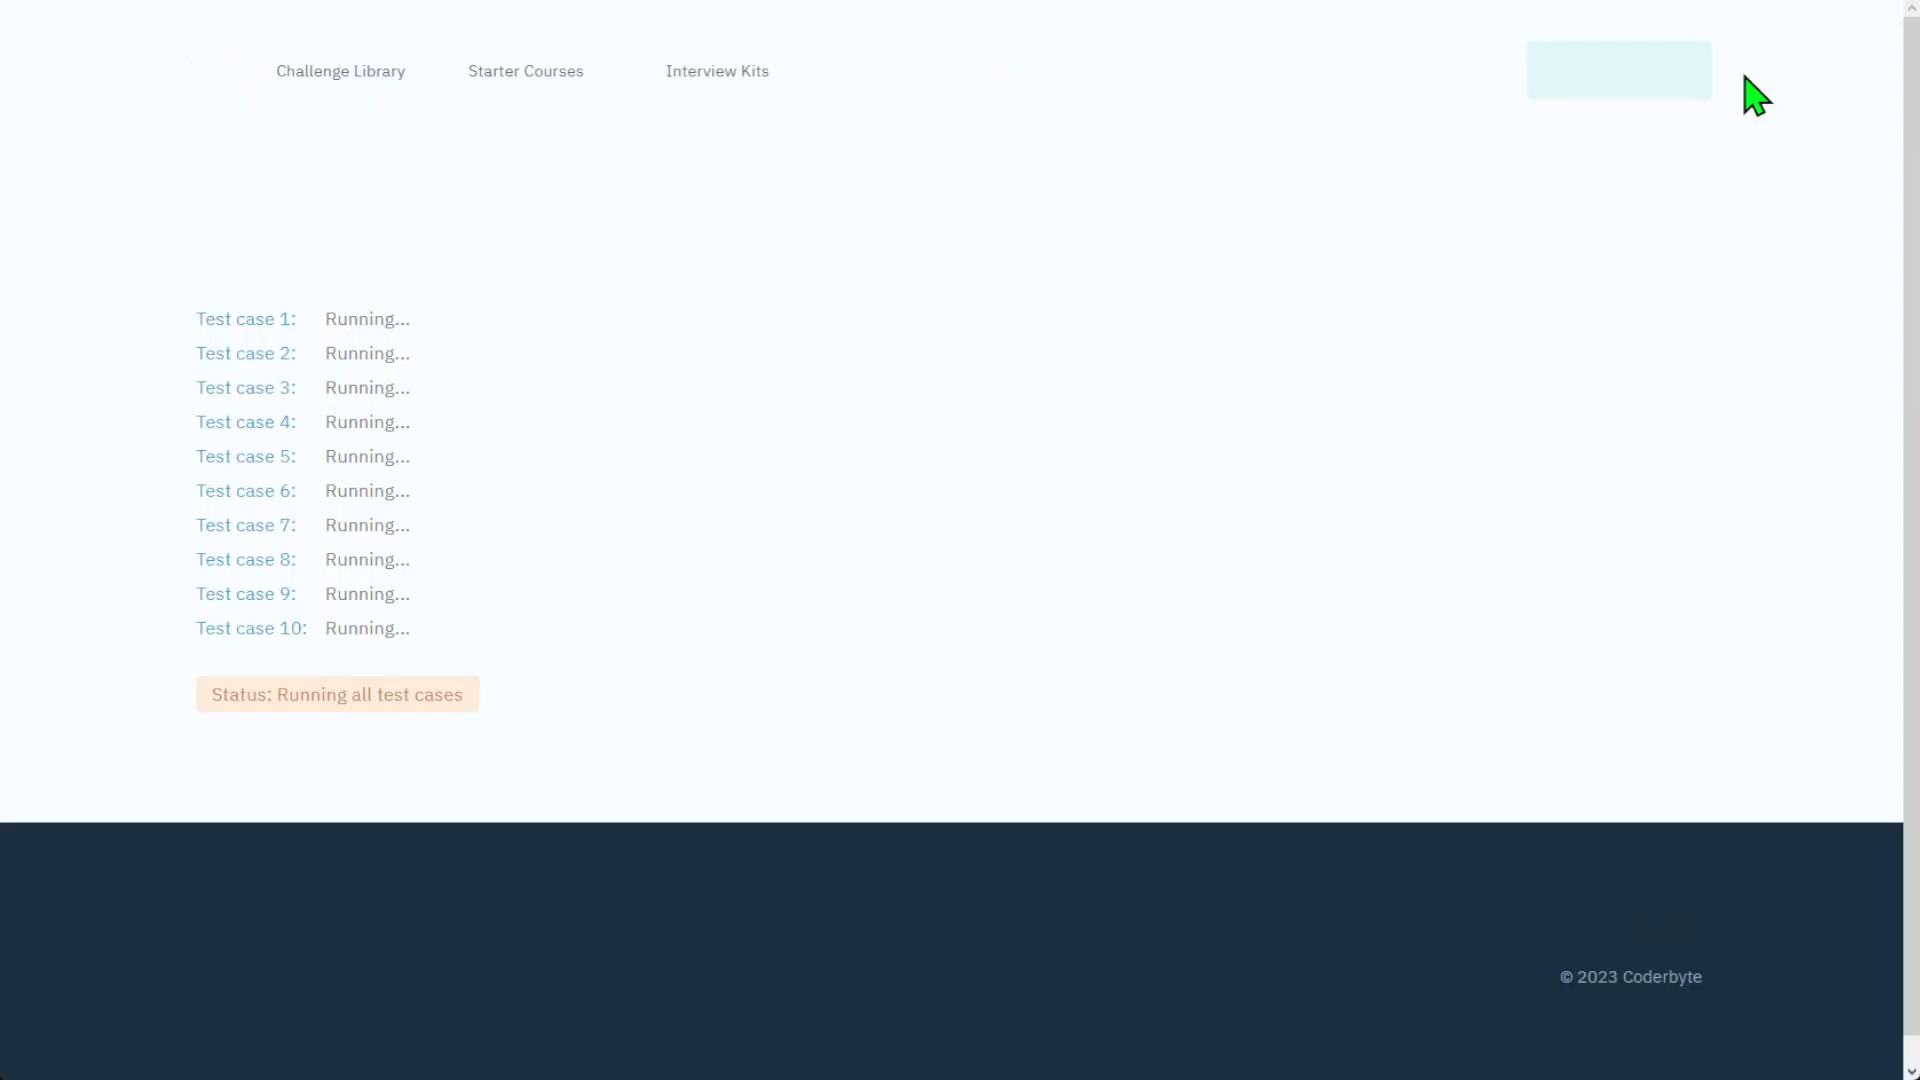 Challenge Library Starter Courses Interview Kits
Test case 1: Running...
Test case 2: Running...
Test case 3: Running...
Test case 4: Running...
Test case 5: Running...
Test case 6: Running...
Test case 7: Running...
Test case 8: Running...
Test case 9: Running...
Test case 10: Running...
Status: Running all test cases
© 2023 Coderbyte